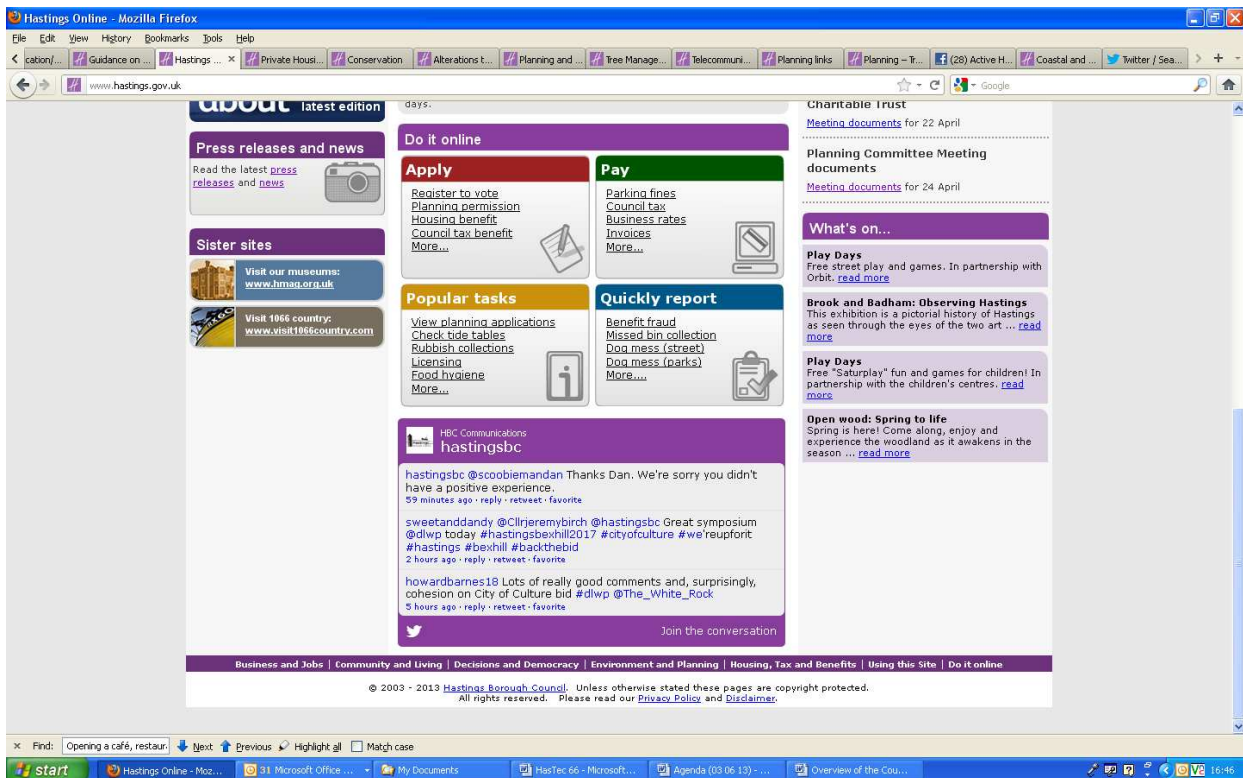 Hastings Online - Mozilla Firefox
File Edit View History Bookmarks Tools Help
cation/...
Guidance on ...
Hastings ... ×
Private Housi...
Conservation
Alterations t...
Planning and ...
Tree Manage...
Telecommuni...
Planning links
Planning – Tr...
(28) Active H...
Coastal and ...
Twitter / Sea...
www.hastings.gov.uk
Google
about latest edition
Press releases and news
Read the latest press
releases and news
Sister sites
Visit our museums:
www.hmag.org.uk
Visit 1066 country:
www.visit1066country.com
days.
Do it online
Apply
Register to vote
Planning permission
Housing benefit
Council tax benefit
More...
Pay
Parking fines
Council tax
Business rates
Invoices
More...
Popular tasks
View planning applications
Check tide tables
Rubbish collections
Licensing
Food hygiene
More...
Quickly report
Benefit fraud
Missed bin collection
Dog mess (street)
Dog mess (parks)
More....
HBC Communications
hastingsbc
hastingsbc @scoobiemandan Thanks Dan. We're sorry you didn't
have a positive experience.
59 minutes ago · reply · retweet · favorite
sweetanddandy @Cllrjeremybirch @hastingsbc Great symposium
@dlwp today #hastingsbexhill2017 #cityofculture #we'reupforit
#hastings #bexhill #backthebid
2 hours ago · reply · retweet · favorite
howardbarnes18 Lots of really good comments and, surprisingly,
cohesion on City of Culture bid #dlwp @The_White_Rock
5 hours ago · reply · retweet · favorite
Join the conversation
Charitable Trust
Meeting documents for 22 April
Planning Committee Meeting
documents
Meeting documents for 24 April
What's on...
Play Days
Free street play and games. In partnership with
Orbit. read more
Brook and Badham: Observing Hastings
This exhibition is a pictorial history of Hastings
as seen through the eyes of the two art ... read
more
Play Days
Free "Saturplay" fun and games for children! In
partnership with the children's centres. read
more
Open wood: Spring to life
Spring is here! Come along, enjoy and
experience the woodland as it awakens in the
season ... read more
Business and Jobs | Community and Living | Decisions and Democracy | Environment and Planning | Housing, Tax and Benefits | Using this Site | Do it online
© 2003 - 2013 Hastings Borough Council. Unless otherwise stated these pages are copyright protected.
All rights reserved. Please read our Privacy Policy and Disclaimer.
× Find: Opening a café, restaur Next Previous Highlight all Match case
start
Hastings Online - Moz...
31 Microsoft Office ...
My Documents
HasTec 66 - Microsoft...
Agenda (03 06 13) - ...
Overview of the Cou...
16:46